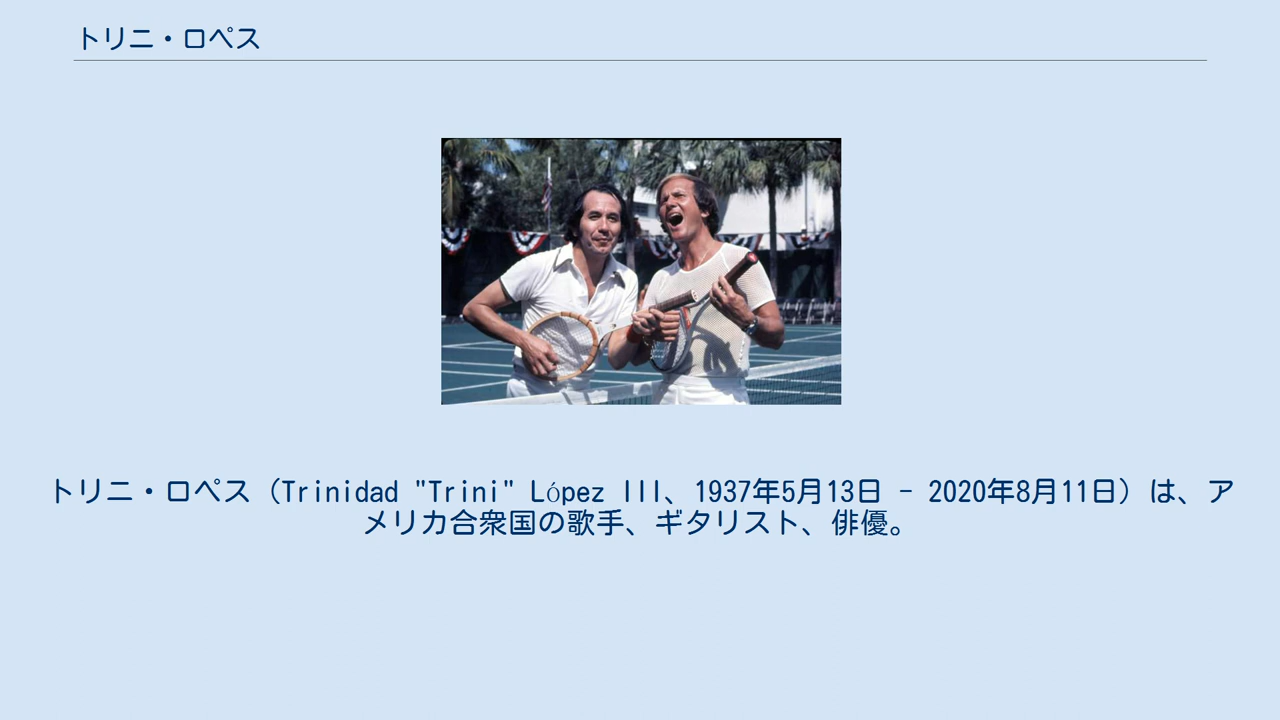 トリニ・ロペス
トリニ・ロペス（Trinidad "Trini" López III、1937年5月13日 - 2020年8月11日）は、ア
メリカ合衆国の歌手、ギタリスト、俳優。